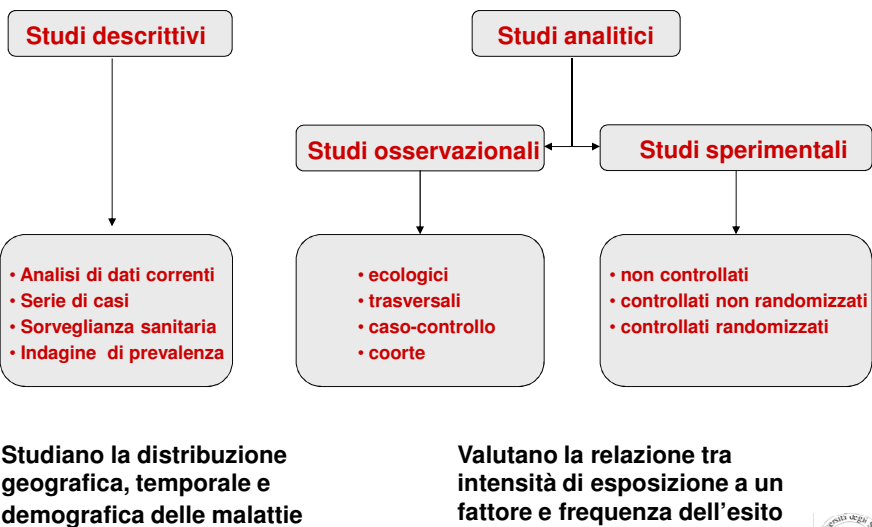 Studi descrittivi
Studi analitici
Studi osservazionali
Studi sperimentali
• Analisi di dati correnti
• Serie di casi
• Sorveglianza sanitaria
• Indagine di prevalenza
• ecologici
• trasversali
• caso-controllo
• coorte
• non controllati
• controllati non randomizzati
• controllati randomizzati
Studiano la distribuzione
geografica, temporale e
demografica delle malattie
Valutano la relazione tra
intensità di esposizione a un
fattore e frequenza dell'esito